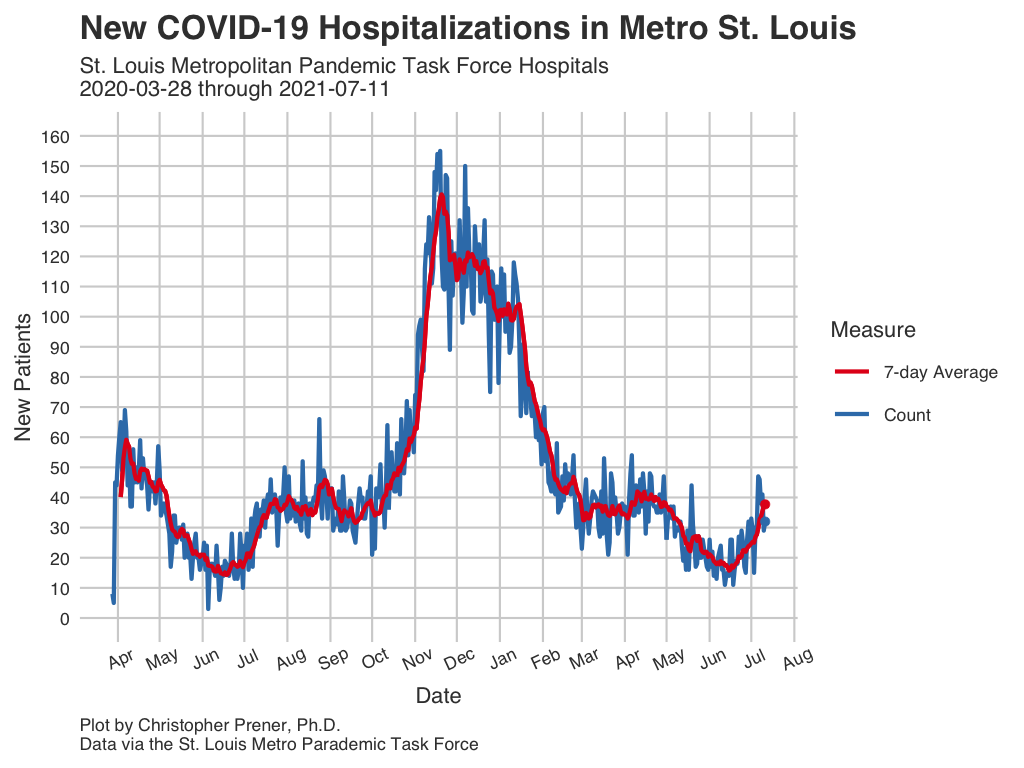 New COVID-19 Hospitalizations in Metro St. Louis
St. Louis Metropolitan Pandemic Task Force Hospitals
2020-03-28 through 2021-07-11
160
150
140
130
120
110
100
90
80
70
60
50
40
30
20
10
0
New Patients
Apr May Jun Jul Aug Sep Oct Nov Dec Jan Feb Mar Apr May Jun Jul Aug
Date
Measure
7-day Average
Count
Plot by Christopher Prener, Ph.D.
Data via the St. Louis Metro Parademic Task Force